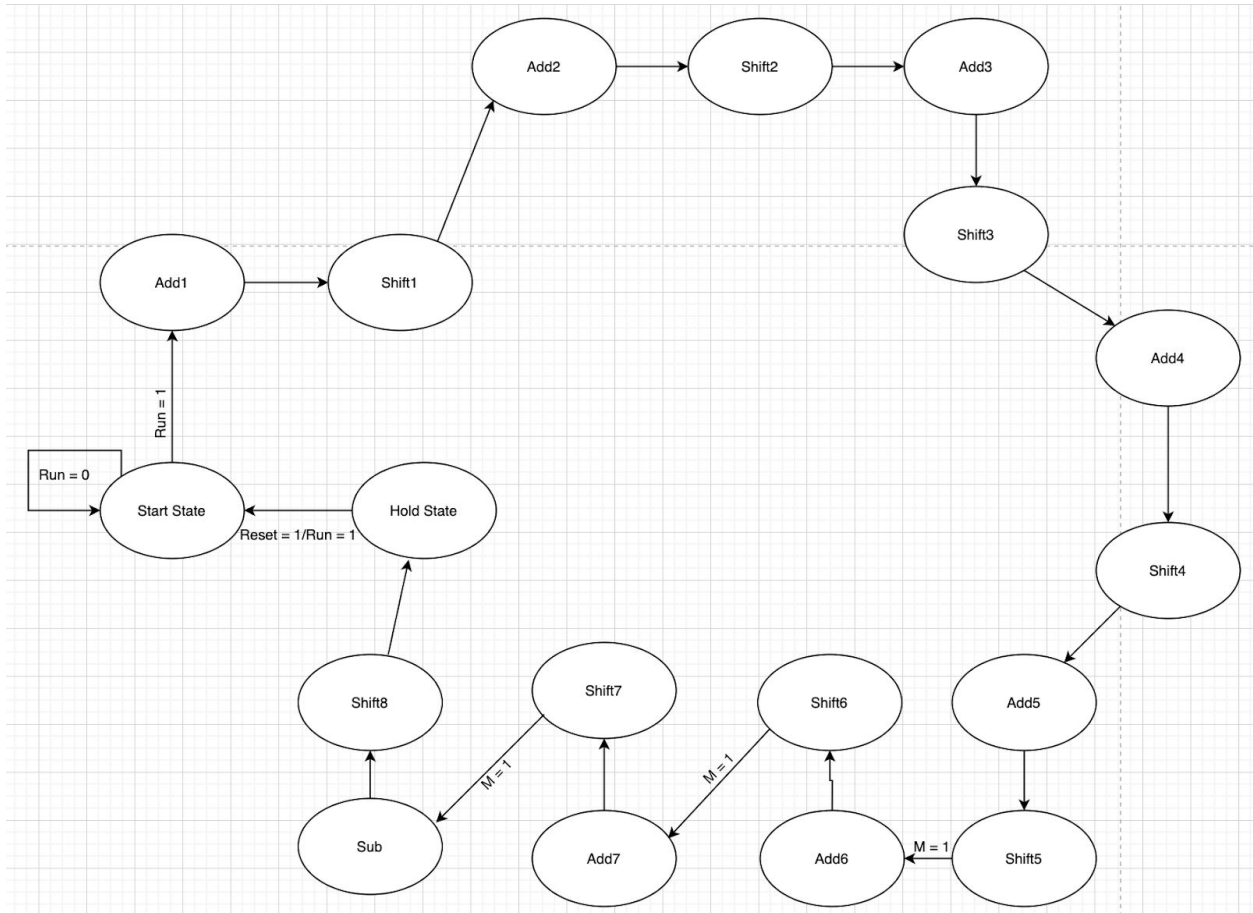 Add2
Shift2
Add3
Shift3
Add1
Shift1
Add4
Run = 1
Run = 0
Start State
Hold State
Reset = 1/Run = 1
Shift4
Shift8
Shift7
Shift6
Add5
M = 1
M = 1
Sub
Add7
Add6
M = 1
Shift5